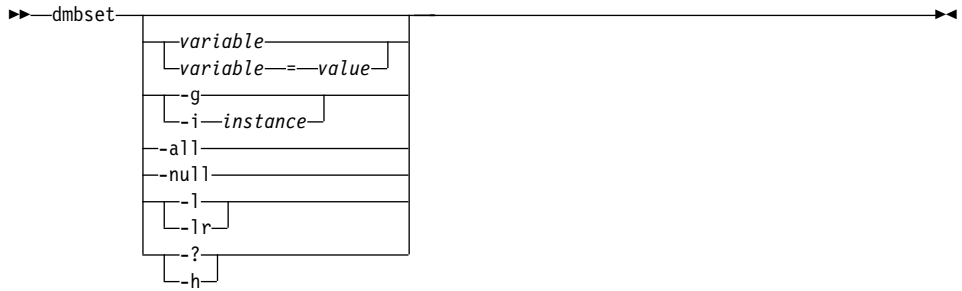 dmbset
variable
variable = value
-g
-i instance
-all
-null
-l
-lr
-?
-h